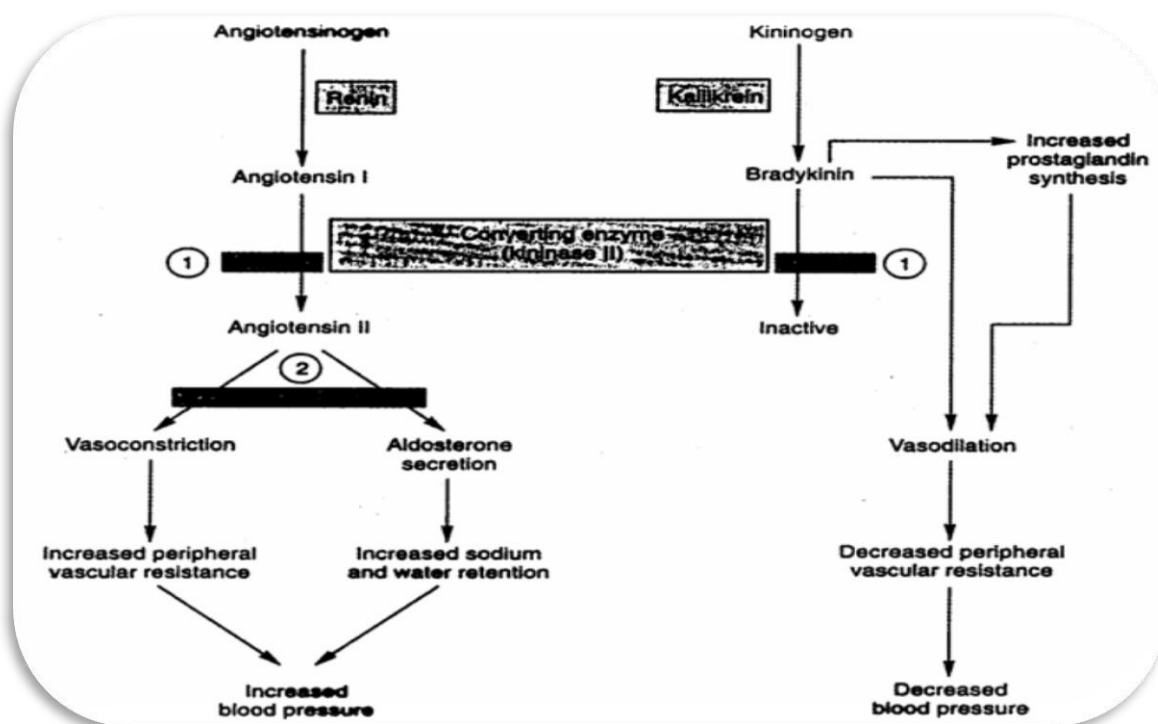 Angiotensinogen
Kininogen
Renin
Kallikrein
Increased
prostaglandin
synthesis
Angiotensin I
Bradykinin
Converting enzyme
(kininase II)
1
1
Angiotensin II
Inactive
2
Vasoconstriction
Aldosterone
secretion
Vasodilation
Increased peripheral
vascular resistance
Increased sodium
and water retention
Decreased peripheral
vascular resistance
Increased
blood pressure
Decreased
blood pressure